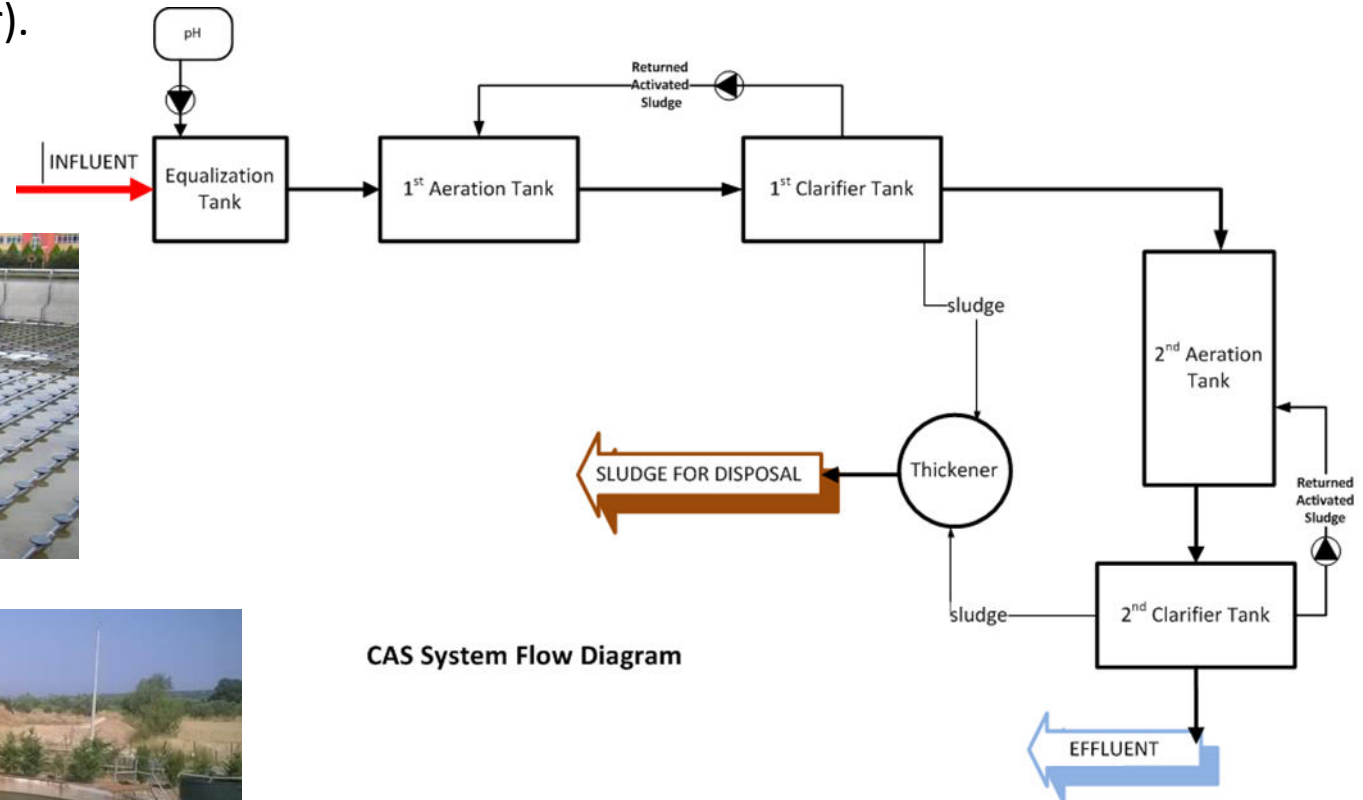 r).
pH
Returned
Activated
Sludge
INFLUENT
Equalization
Tank
1st Aeration Tank
1st Clarifier Tank
sludge
2nd Aeration
Tank
SLUDGE FOR DISPOSAL
Thickener
Returned
Activated
Sludge
sludge
2nd Clarifier Tank
CAS System Flow Diagram
EFFLUENT